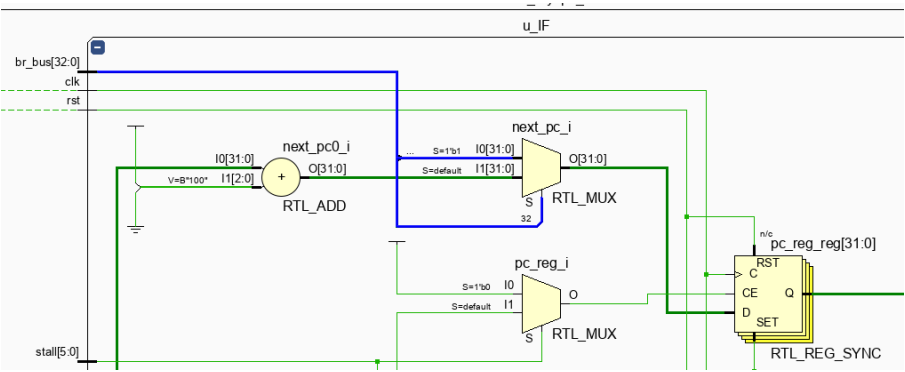 u_IF
br_bus[32:0]
clk
rst
next_pc_i
next_pc0_i
... S=1'b1 I0[31:0] O[31:0]
I0[31:0] O[31:0] S=default I1[31:0]
V=B"100" I1[2:0] +
S RTL_MUX
RTL_ADD
32
n/c
pc_reg_reg[31:0]
pc_reg_i
RST
C
S=1'b0 I0 O
CE Q
S=default I1
D
S RTL_MUX
SET
stall[5:0]
RTL_REG_SYNC